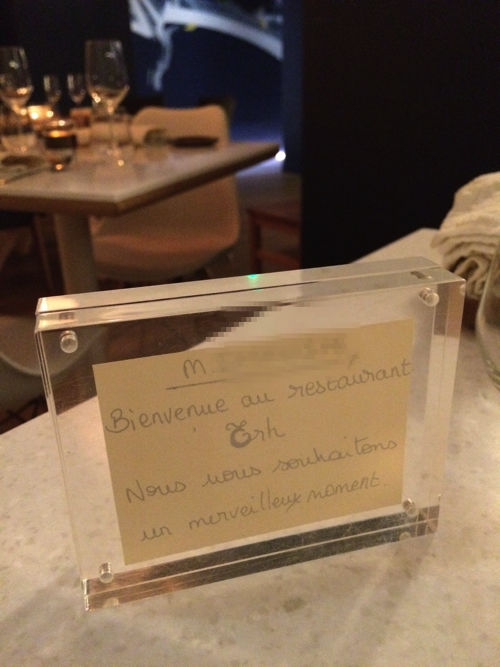 M.
Bienvenue au restaurant
Erh
Nous vous souhaitons
un merveilleux moment.